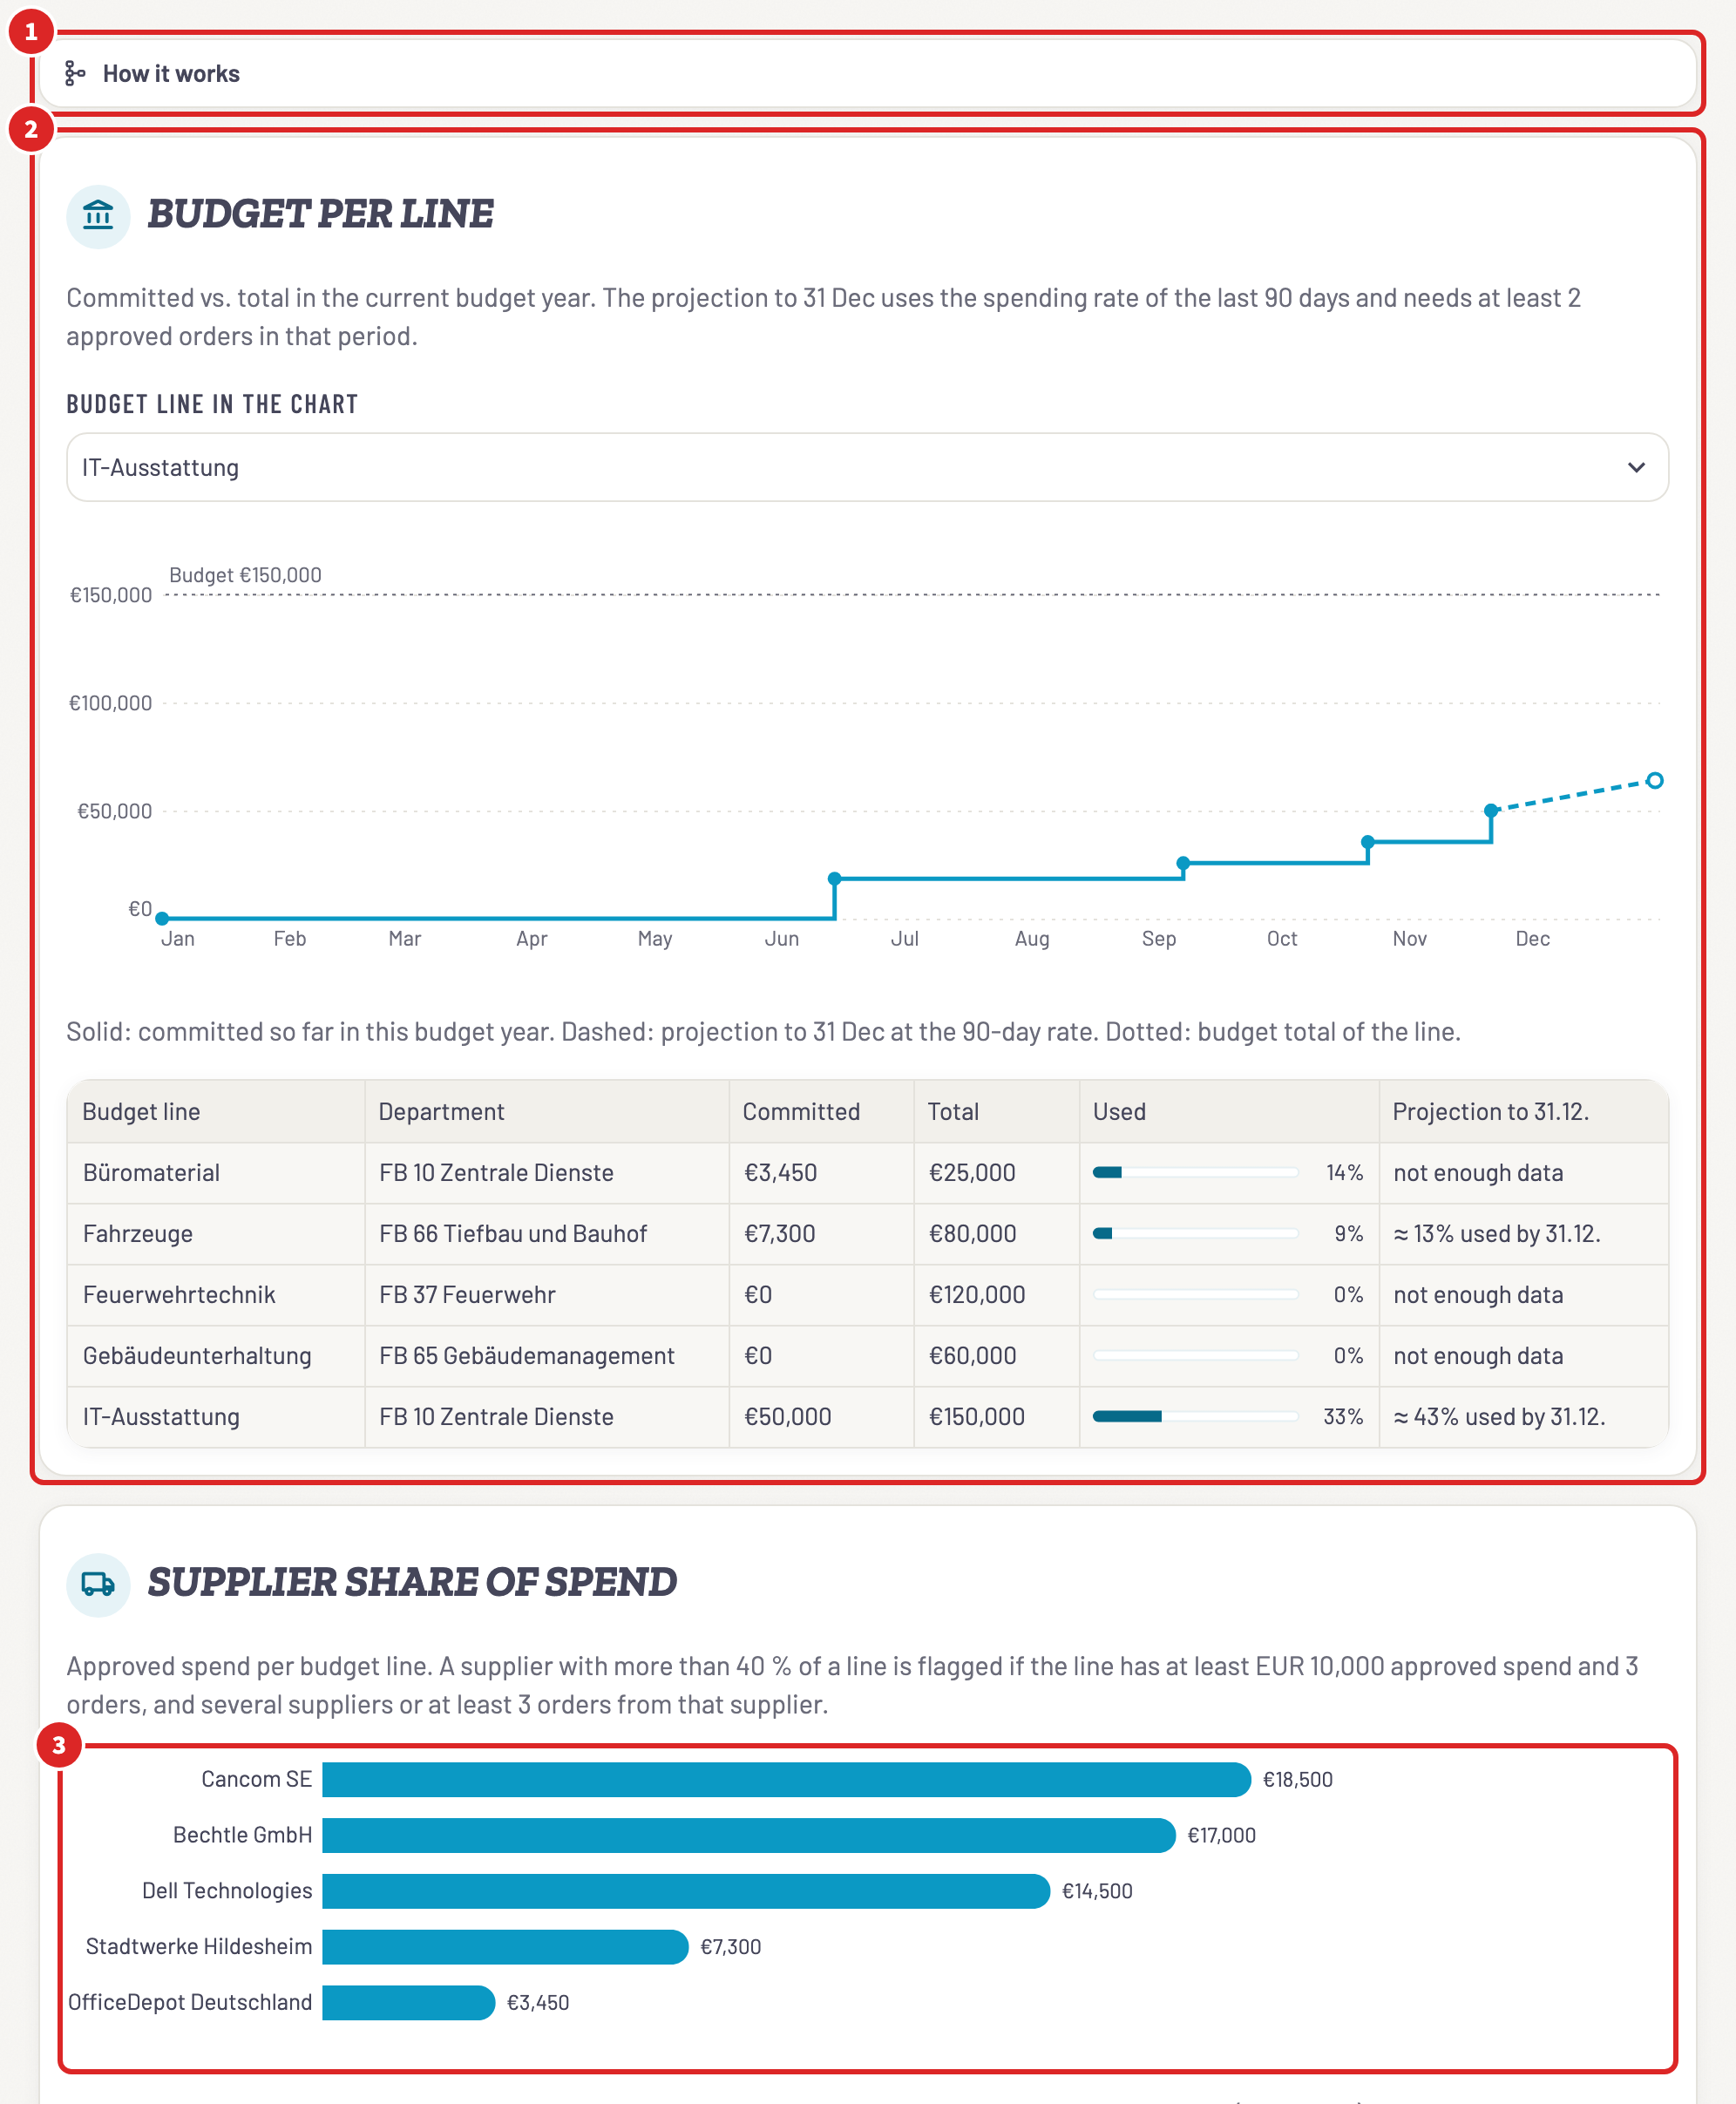 1
How it works
2
BUDGET PER LINE
Committed vs. total in the current budget year. The projection to 31 Dec uses the spending rate of the last 90 days and needs at least 2
approved orders in that period.
BUDGET LINE IN THE CHART
IT-Ausstattung
Budget €150,000
€150,000
€100,000
€50,000
€0
Jan Feb Mar Apr May Jun Jul Aug Sep Oct Nov Dec
Solid: committed so far in this budget year. Dashed: projection to 31 Dec at the 90-day rate. Dotted: budget total of the line.
Budget line Department Committed Total Used Projection to 31.12.
Büromaterial FB 10 Zentrale Dienste €3,450 €25,000 14% not enough data
Fahrzeuge FB 66 Tiefbau und Bauhof €7,300 €80,000 9% ≈ 13% used by 31.12.
Feuerwehrtechnik FB 37 Feuerwehr €0 €120,000 0% not enough data
Gebäudeunterhaltung FB 65 Gebäudemanagement €0 €60,000 0% not enough data
IT-Ausstattung FB 10 Zentrale Dienste €50,000 €150,000 33% ≈ 43% used by 31.12.
SUPPLIER SHARE OF SPEND
Approved spend per budget line. A supplier with more than 40 % of a line is flagged if the line has at least EUR 10,000 approved spend and 3
orders, and several suppliers or at least 3 orders from that supplier.
3
Cancom SE €18,500
Bechtle GmbH €17,000
Dell Technologies €14,500
Stadtwerke Hildesheim €7,300
OfficeDepot Deutschland €3,450